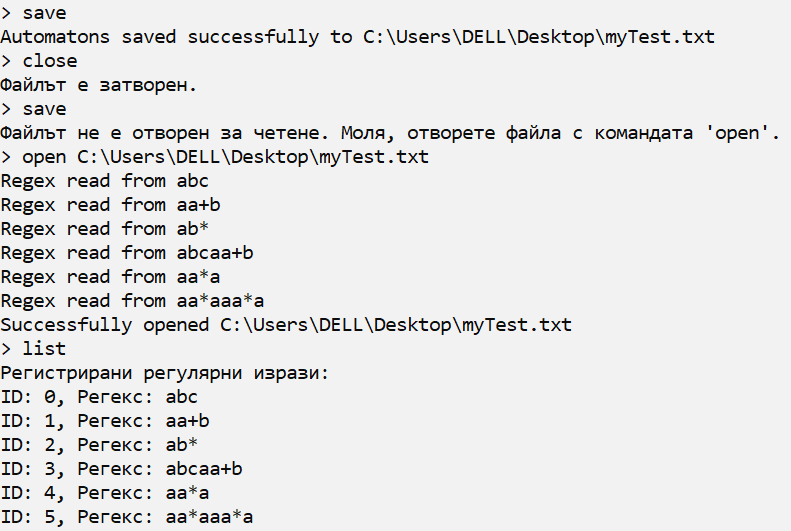 > save
Automatons saved successfully to C:\Users\DELL\Desktop\myTest.txt
> close
Файлът е затворен.
> save
Файлът не е отворен за четене. Моля, отворете файла с командата 'open'.
> open C:\Users\DELL\Desktop\myTest.txt
Regex read from abc
Regex read from aa+b
Regex read from ab*
Regex read from abcaa+b
Regex read from aa*a
Regex read from aa*aaa*a
Successfully opened C:\Users\DELL\Desktop\myTest.txt
> list
Регистрирани регулярни изрази:
ID: 0, Регекс: abc
ID: 1, Регекс: aa+b
ID: 2, Регекс: ab*
ID: 3, Регекс: abcaa+b
ID: 4, Регекс: aa*a
ID: 5, Регекс: aa*aaa*a